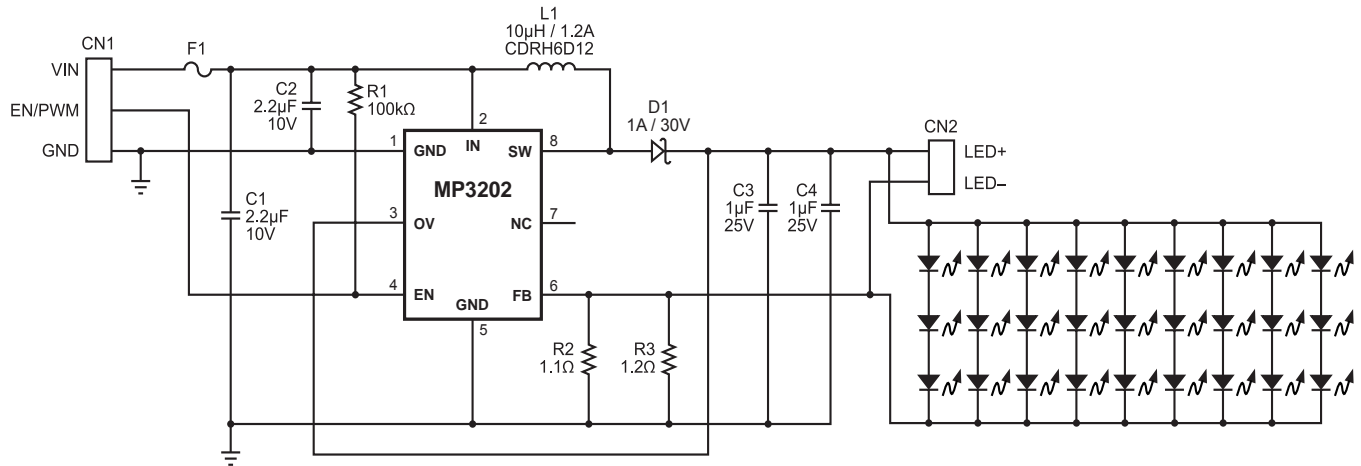 L1
10µH / 1.2A
CDRH6D12
CN1
F1
VIN
EN/PWM
GND
C2
2.2µF
10V
R1
100kΩ
2
D1
1A / 30V
CN2
LED+
LED–
1
GND
IN
SW
8
MP3202
C1
2.2µF
10V
3
OV
NC
7
C3
1µF
25V
C4
1µF
25V
4
EN
GND
FB
6
5
R2
1.1Ω
R3
1.2Ω